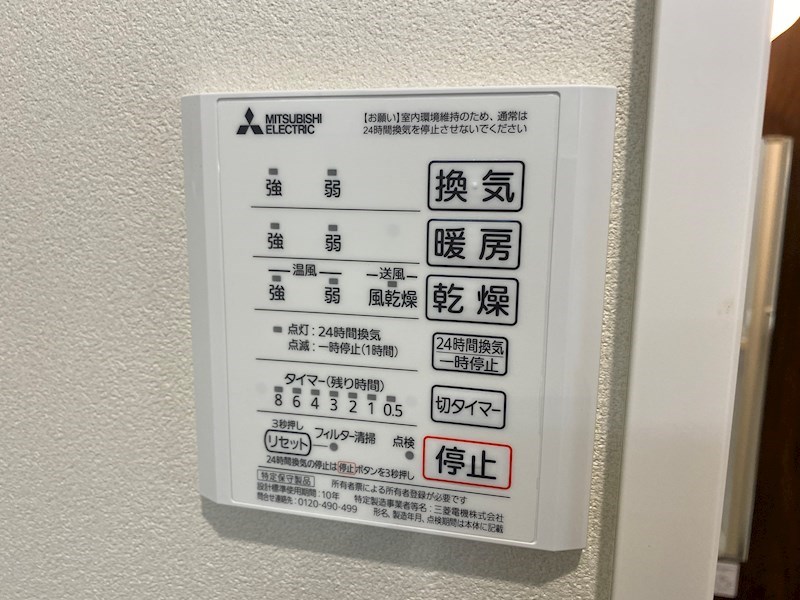 MITSUBISHI
ELECTRIC
【お願い】室内環境維持のため、通常は
24時間換気を停止させないでください
強 弱 換気
強 弱 暖房
温風 送風
強 弱 風乾燥 乾燥
点灯：24時間換気
点滅：一時停止(1時間)
24時間換気
一時停止
タイマー(残り時間)
8 6 4 3 2 1 0.5
切タイマー
3秒押し
リセット フィルター清掃 点検
停止
24時間換気の停止は停止ボタンを3秒押し
特定保守製品 所有者票による所有者登録が必要です
設計標準使用期間：10年 特定製造事業者等名：三菱電機株式会社
問合せ連絡先：0120-490-499 形名、製造年月、点検期間は本体に記載